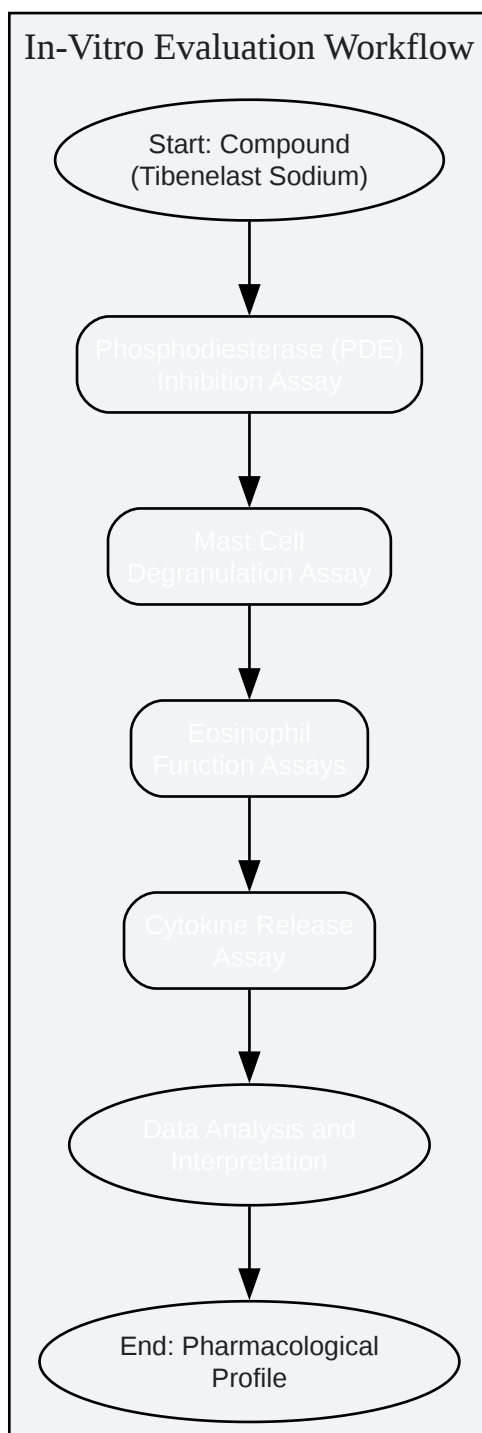 In-Vitro Evaluation Workflow
Start: Compound
(Tibenelast Sodium)
Phosphodiesterase (PDE)
Inhibition Assay
Mast Cell
Degranulation Assay
Eosinophil
Function Assays
Cytokine Release
Assay
Data Analysis and
Interpretation
End: Pharmacological
Profile